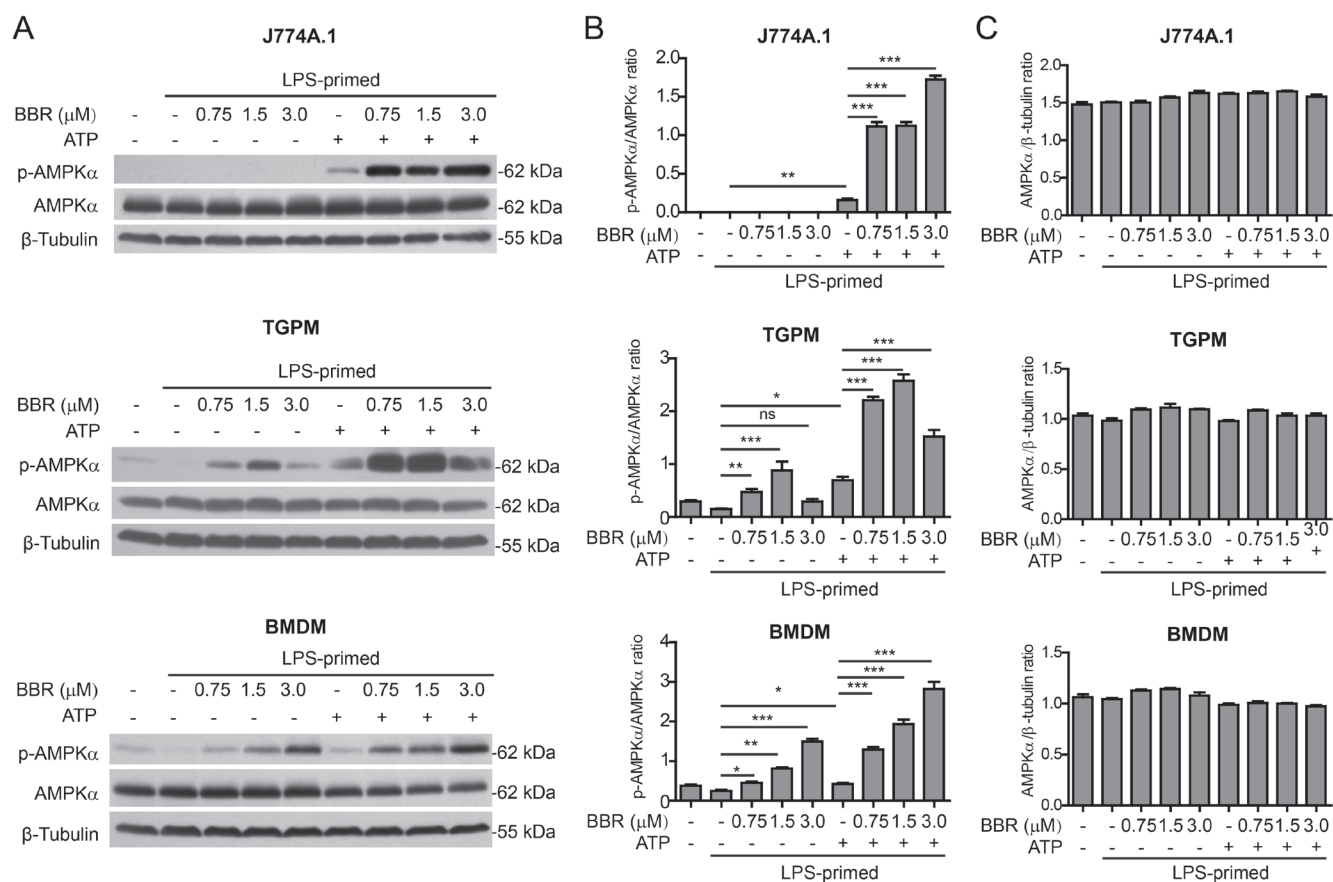 A
J774A.1
LPS-primed
BBR (μM) - - 0.75 1.5 3.0 - 0.75 1.5 3.0
ATP - - - - - + + + +
p-AMPKα -62 kDa
AMPKα -62 kDa
β-Tubulin -55 kDa
TGPM
LPS-primed
BBR (μM) - - 0.75 1.5 3.0 - 0.75 1.5 3.0
ATP - - - - - + + + +
p-AMPKα -62 kDa
AMPKα -62 kDa
β-Tubulin -55 kDa
BMDM
LPS-primed
BBR (μM) - - 0.75 1.5 3.0 - 0.75 1.5 3.0
ATP - - - - - + + + +
p-AMPKα -62 kDa
AMPKα -62 kDa
β-Tubulin -55 kDa
B
J774A.1
p-AMPKα/AMPKα ratio
2.0
1.5
1.0
0.5
0.0
***
***
***
**
BBR (μM) - - 0.75 1.5 3.0 - 0.75 1.5 3.0
ATP - - - - - + + + +
LPS-primed
TGPM
p-AMPKα/AMPKα ratio
3
2
1
0
***
***
***
*
ns
***
**
BBR (μM) - - 0.75 1.5 3.0 - 0.75 1.5 3.0
ATP - - - - - + + + +
LPS-primed
BMDM
p-AMPKα/AMPKα ratio
4
3
2
1
0
***
***
***
*
***
**
*
BBR (μM) - - 0.75 1.5 3.0 - 0.75 1.5 3.0
ATP - - - - - + + + +
LPS-primed
C
J774A.1
AMPKα/β-tubulin ratio
2.0
1.5
1.0
0.5
0.0
BBR (μM) - - 0.75 1.5 3.0 - 0.75 1.5 3.0
ATP - - - - - + + + +
LPS-primed
TGPM
AMPKα/β-tubulin ratio
1.5
1.0
0.5
0.0
BBR (μM) - - 0.75 1.5 3.0 - 0.75 1.5 3.0
ATP - - - - - + + + +
LPS-primed
BMDM
AMPKα/β-tubulin ratio
1.5
1.0
0.5
0.0
BBR (μM) - - 0.75 1.5 3.0 - 0.75 1.5 3.0
ATP - - - - - + + + +
LPS-primed